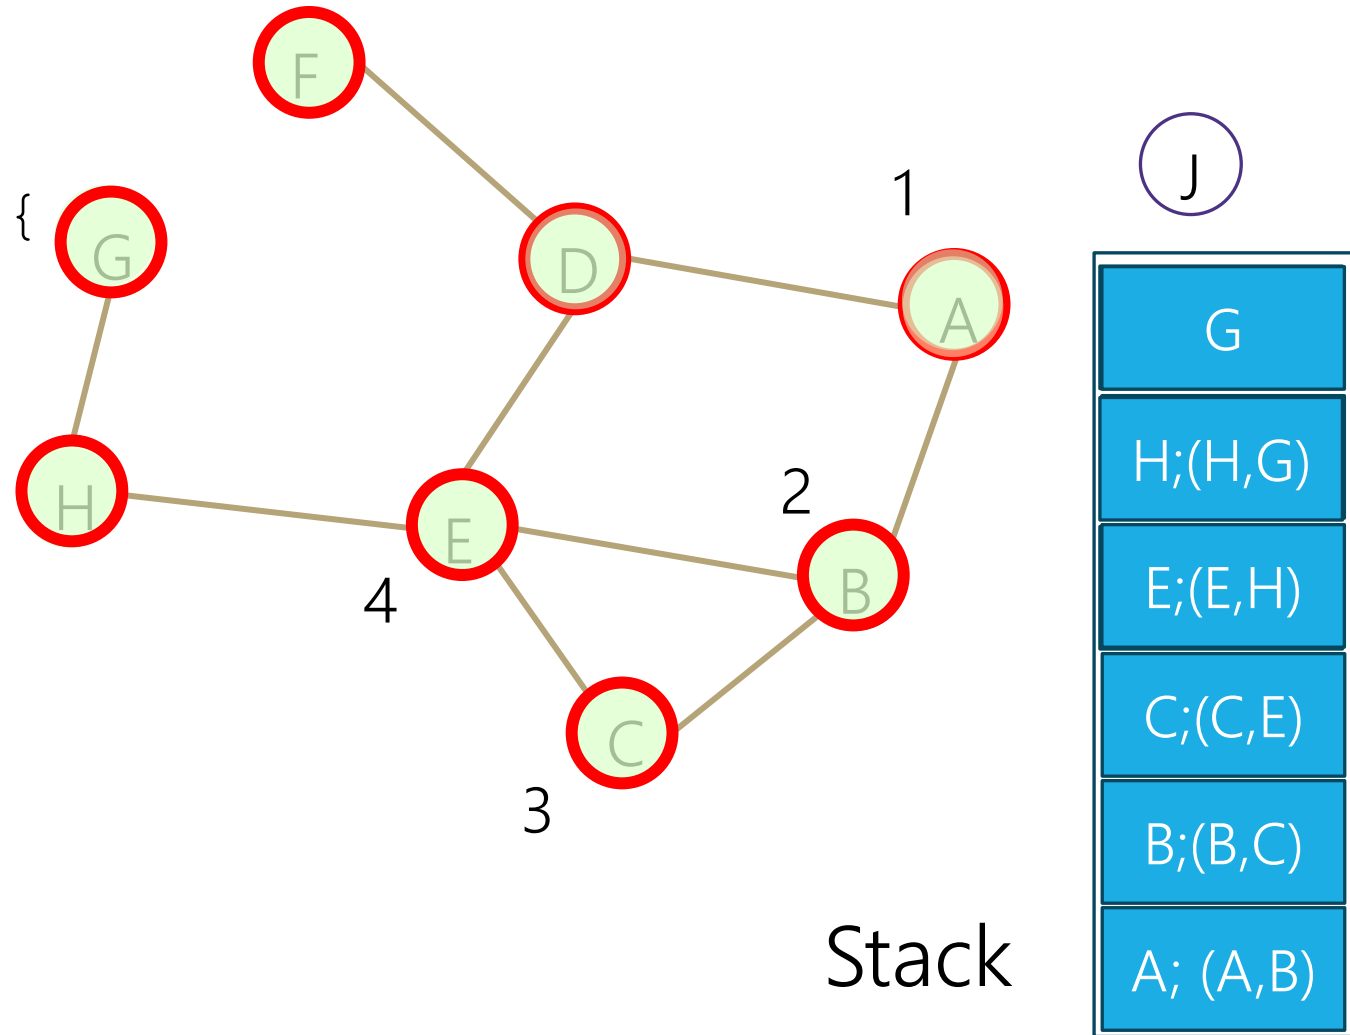 F
J
1
{
G
D
A
G
H;(H,G)
2
H
E
B
E;(E,H)
4
C
C;(C,E)
3
B;(B,C)
Stack
A; (A,B)